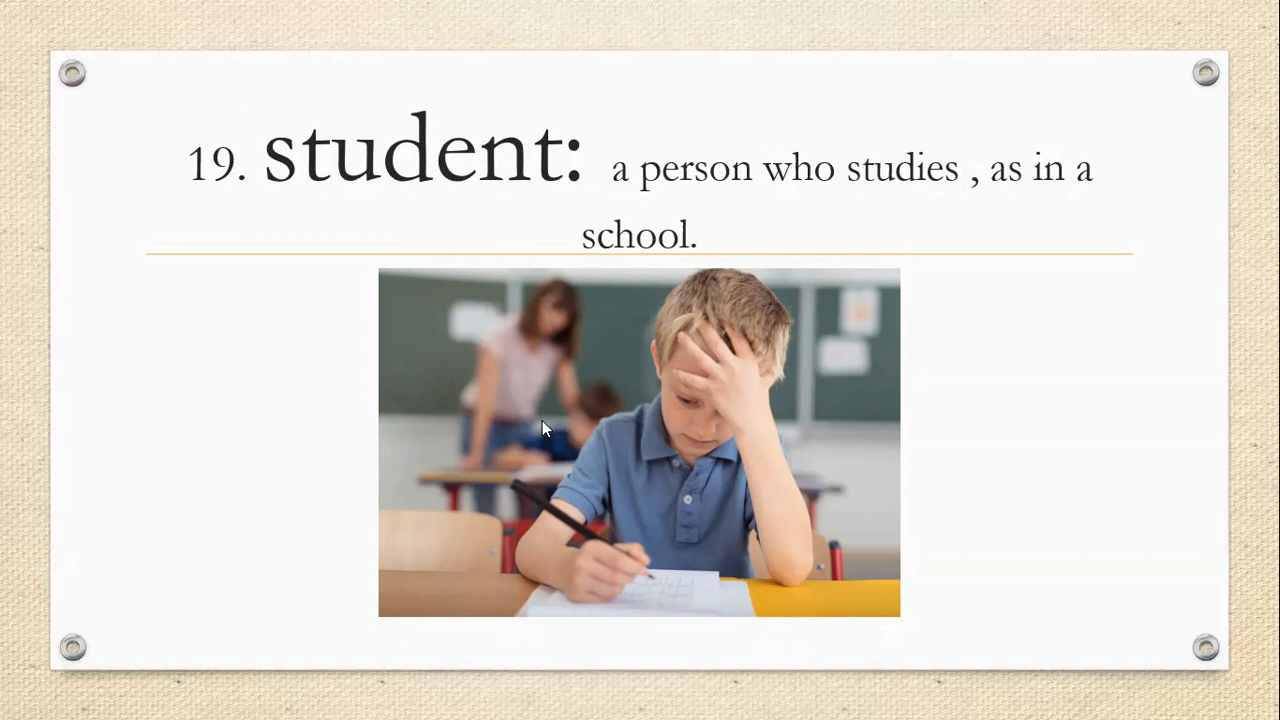 19. student: a person who studies , as in a
school.